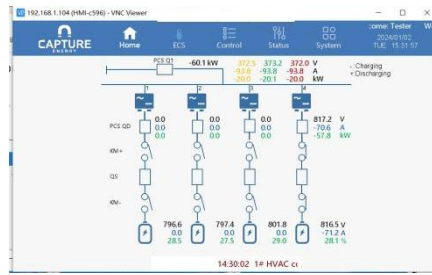 192.168.1.104 (HMI-c596) - VNC Viewer
CAPTURE
ENERGY
Home
ECS
Control
Status
System
:ome: Tester W
2024/01/02
TUE 15:31:57
PCS Q1 -60.1 kW
372.5 373.2 372.0 V
-93.8 -93.8 -93.8 A
-20.0 -20.1 -20.0 kW
- :Charging
+ Discharging
1 2 3 4
PCS QD
0.0 0.0 0.0 817.2 V
0.0 0.0 0.0 -70.6 A
0.0 0.0 0.0 -57.8 kW
KM+
QS
KM-
796.6 797.4 801.8 816.5 V
0.0 0.0 0.0 -71.2 A
28.5 27.5 29.0 28.1 %
14:30:02 1# HVAC